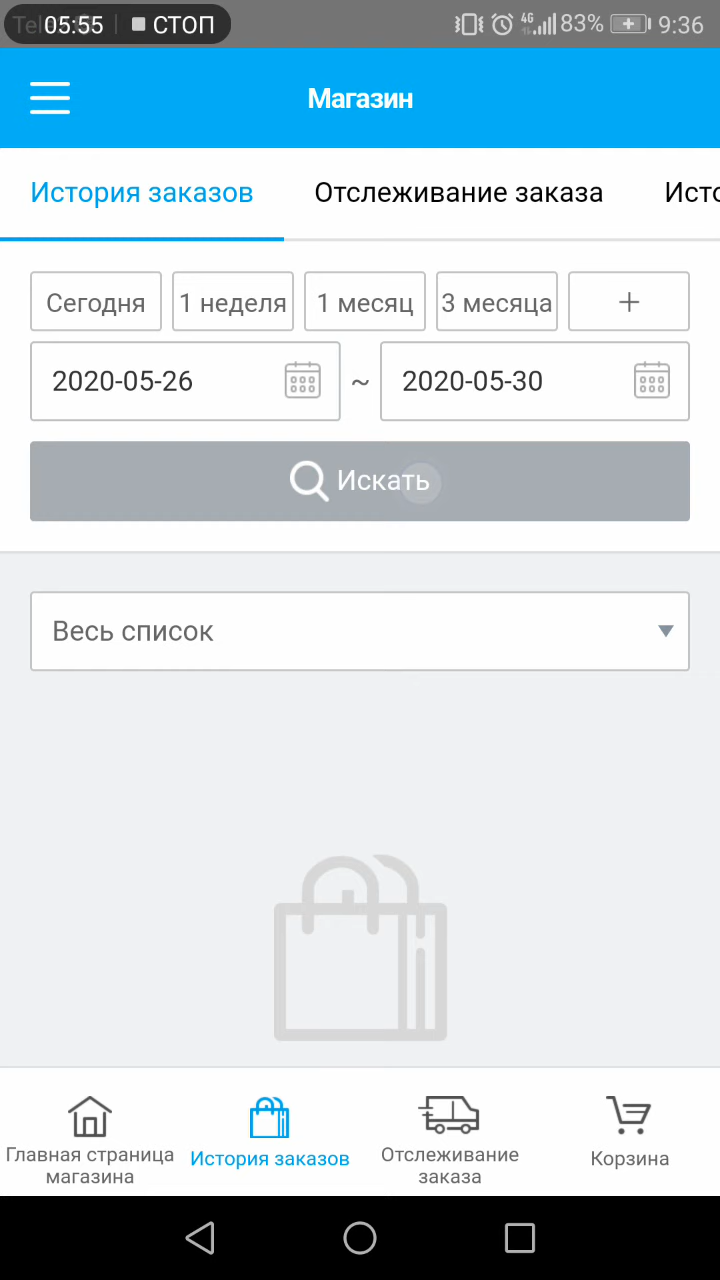 05:55 СТОП 4G 83% 9:36
Магазин
История заказов Отслеживание заказа Исто
Сегодня 1 неделя 1 месяц 3 месяца +
2020-05-26 ~ 2020-05-30
Искать
Весь список
Главная страница магазина
История заказов
Отслеживание заказа
Корзина